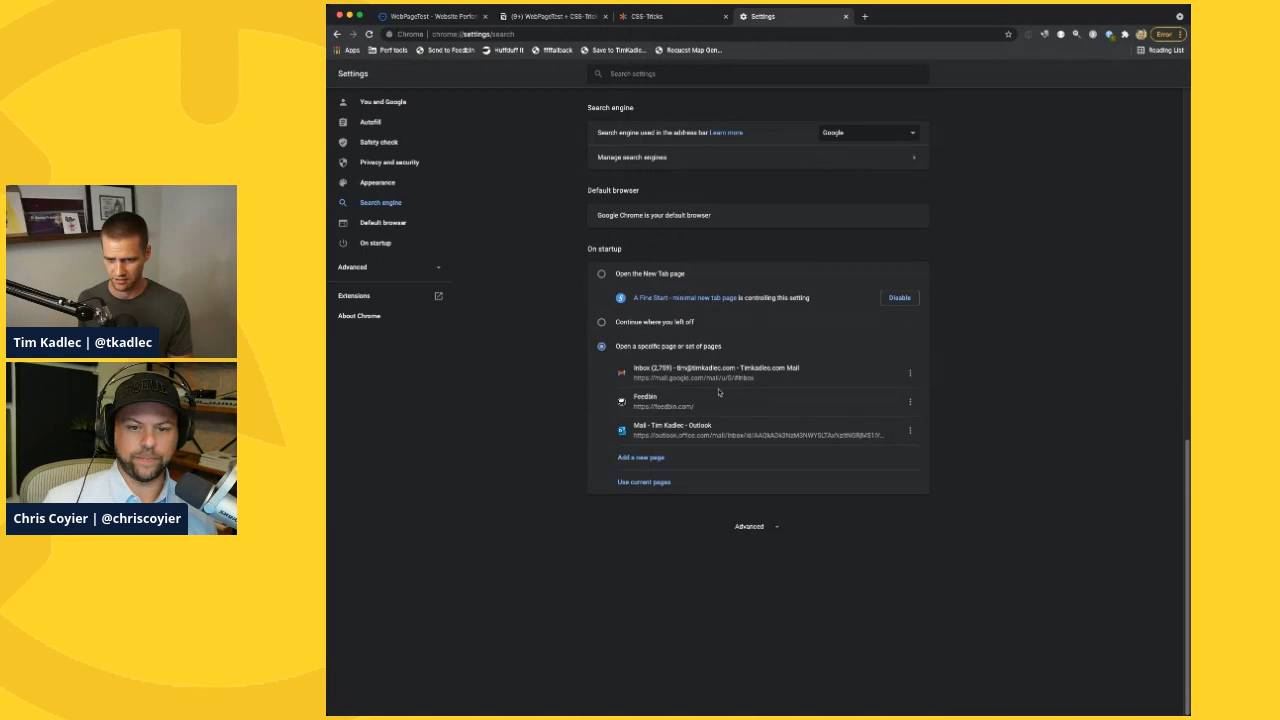 WebPageTest - Website Perfor
(9+) WebPageTest + CSS-Trick
CSS-Tricks
Settings
Chrome | chrome://settings/search
Error
Apps
Perf tools
Send to Feedbin
Huffduff It
ffffallback
Save to TimKadlec...
Request Map Gen...
Reading List
Settings
Search settings
You and Google
Autofill
Safety check
Privacy and security
Appearance
Search engine
Default browser
On startup
Advanced
Extensions
About Chrome
Search engine
Search engine used in the address bar Learn more
Google
Manage search engines
Default browser
Google Chrome is your default browser
On startup
Open the New Tab page
A Fine Start - minimal new tab page is controlling this setting
Disable
Continue where you left off
Open a specific page or set of pages
Inbox (2,759) - tim@timkadlec.com - Timkadlec.com Mail
https://mail.google.com/mail/u/0/#inbox
Feedbin
https://feedbin.com/
Mail - Tim Kadlec - Outlook
Add a new page
Use current pages
Advanced
Tim Kadlec | @tkadlec
Chris Coyier | @chriscoyier